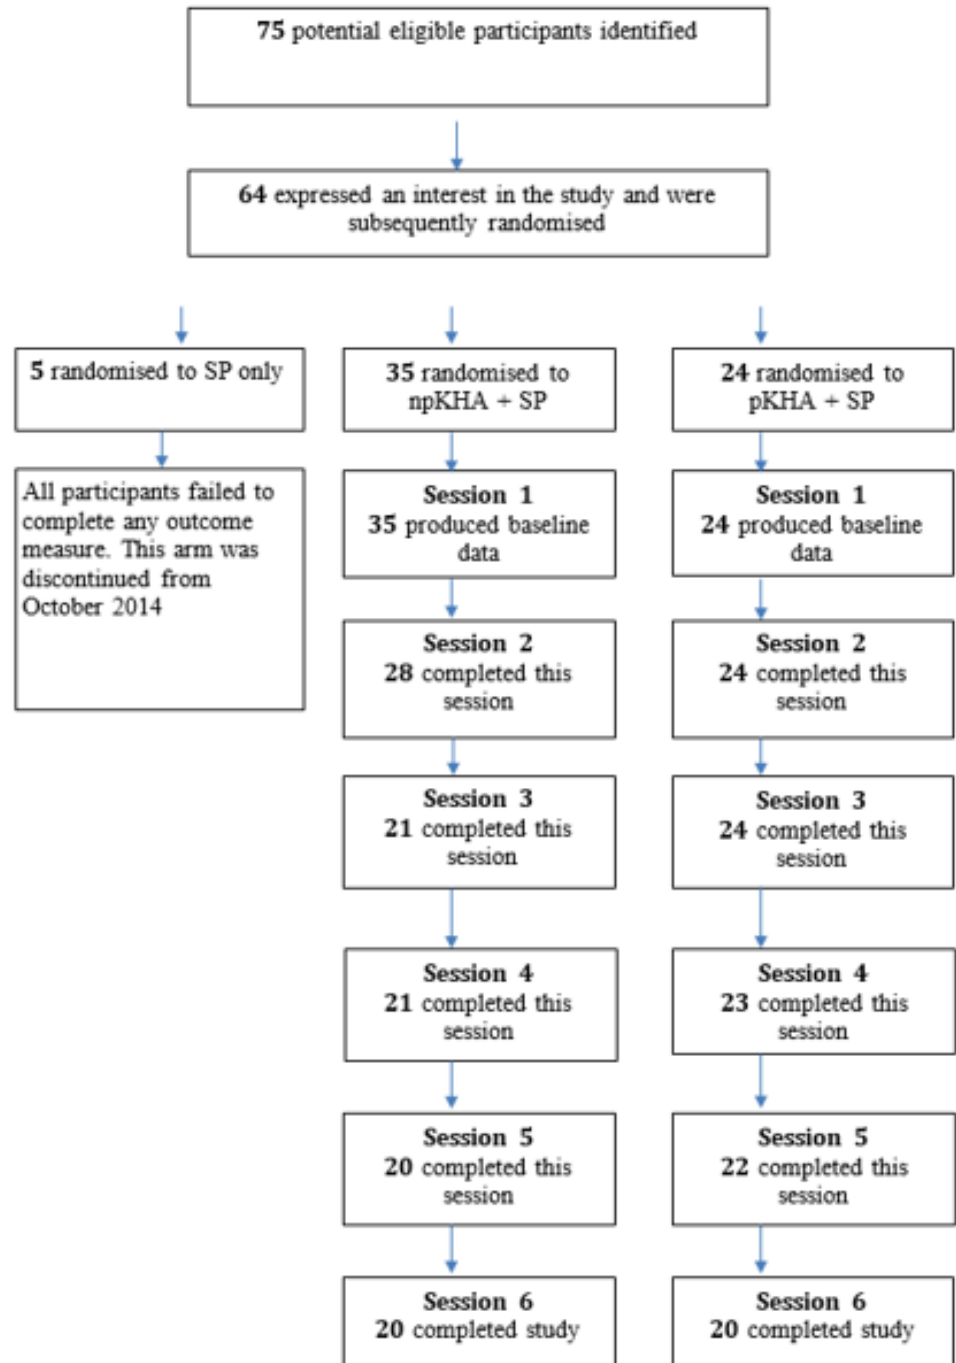 75 potential eligible participants identified
64 expressed an interest in the study and were
subsequently randomised
5 randomised to SP only
All participants failed to
complete any outcome
measure. This arm was
discontinued from
October 2014
35 randomised to
npKHA + SP
Session 1
35 produced baseline
data
Session 2
28 completed this
session
Session 3
21 completed this
session
Session 4
21 completed this
session
Session 5
20 completed this
session
Session 6
20 completed study
24 randomised to
pKHA + SP
Session 1
24 produced baseline
data
Session 2
24 completed this
session
Session 3
24 completed this
session
Session 4
23 completed this
session
Session 5
22 completed this
session
Session 6
20 completed study